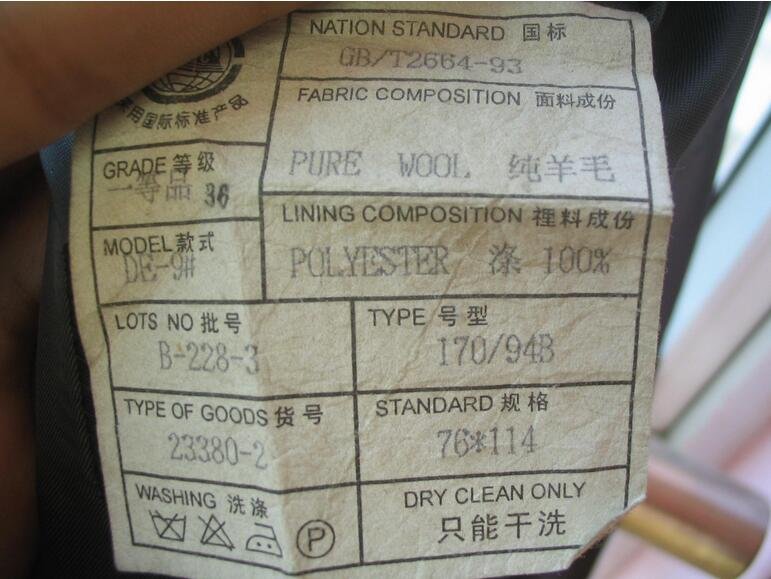 采用国际标准产品
NATION STANDARD 国标
GB/T2664-93
FABRIC COMPOSITION 面料成份
PURE WOOL 纯羊毛
GRADE 等级
一等品 36
LINING COMPOSITION 裡料成份
POLYESTER 涤 100%
MODEL 款式
DE-9#
LOTS NO 批号
B-228-3
TYPE 号型
170/94B
TYPE OF GOODS 货号
23380-2
STANDARD 规格
76*114
WASHING 洗涤
P
DRY CLEAN ONLY
只能干洗